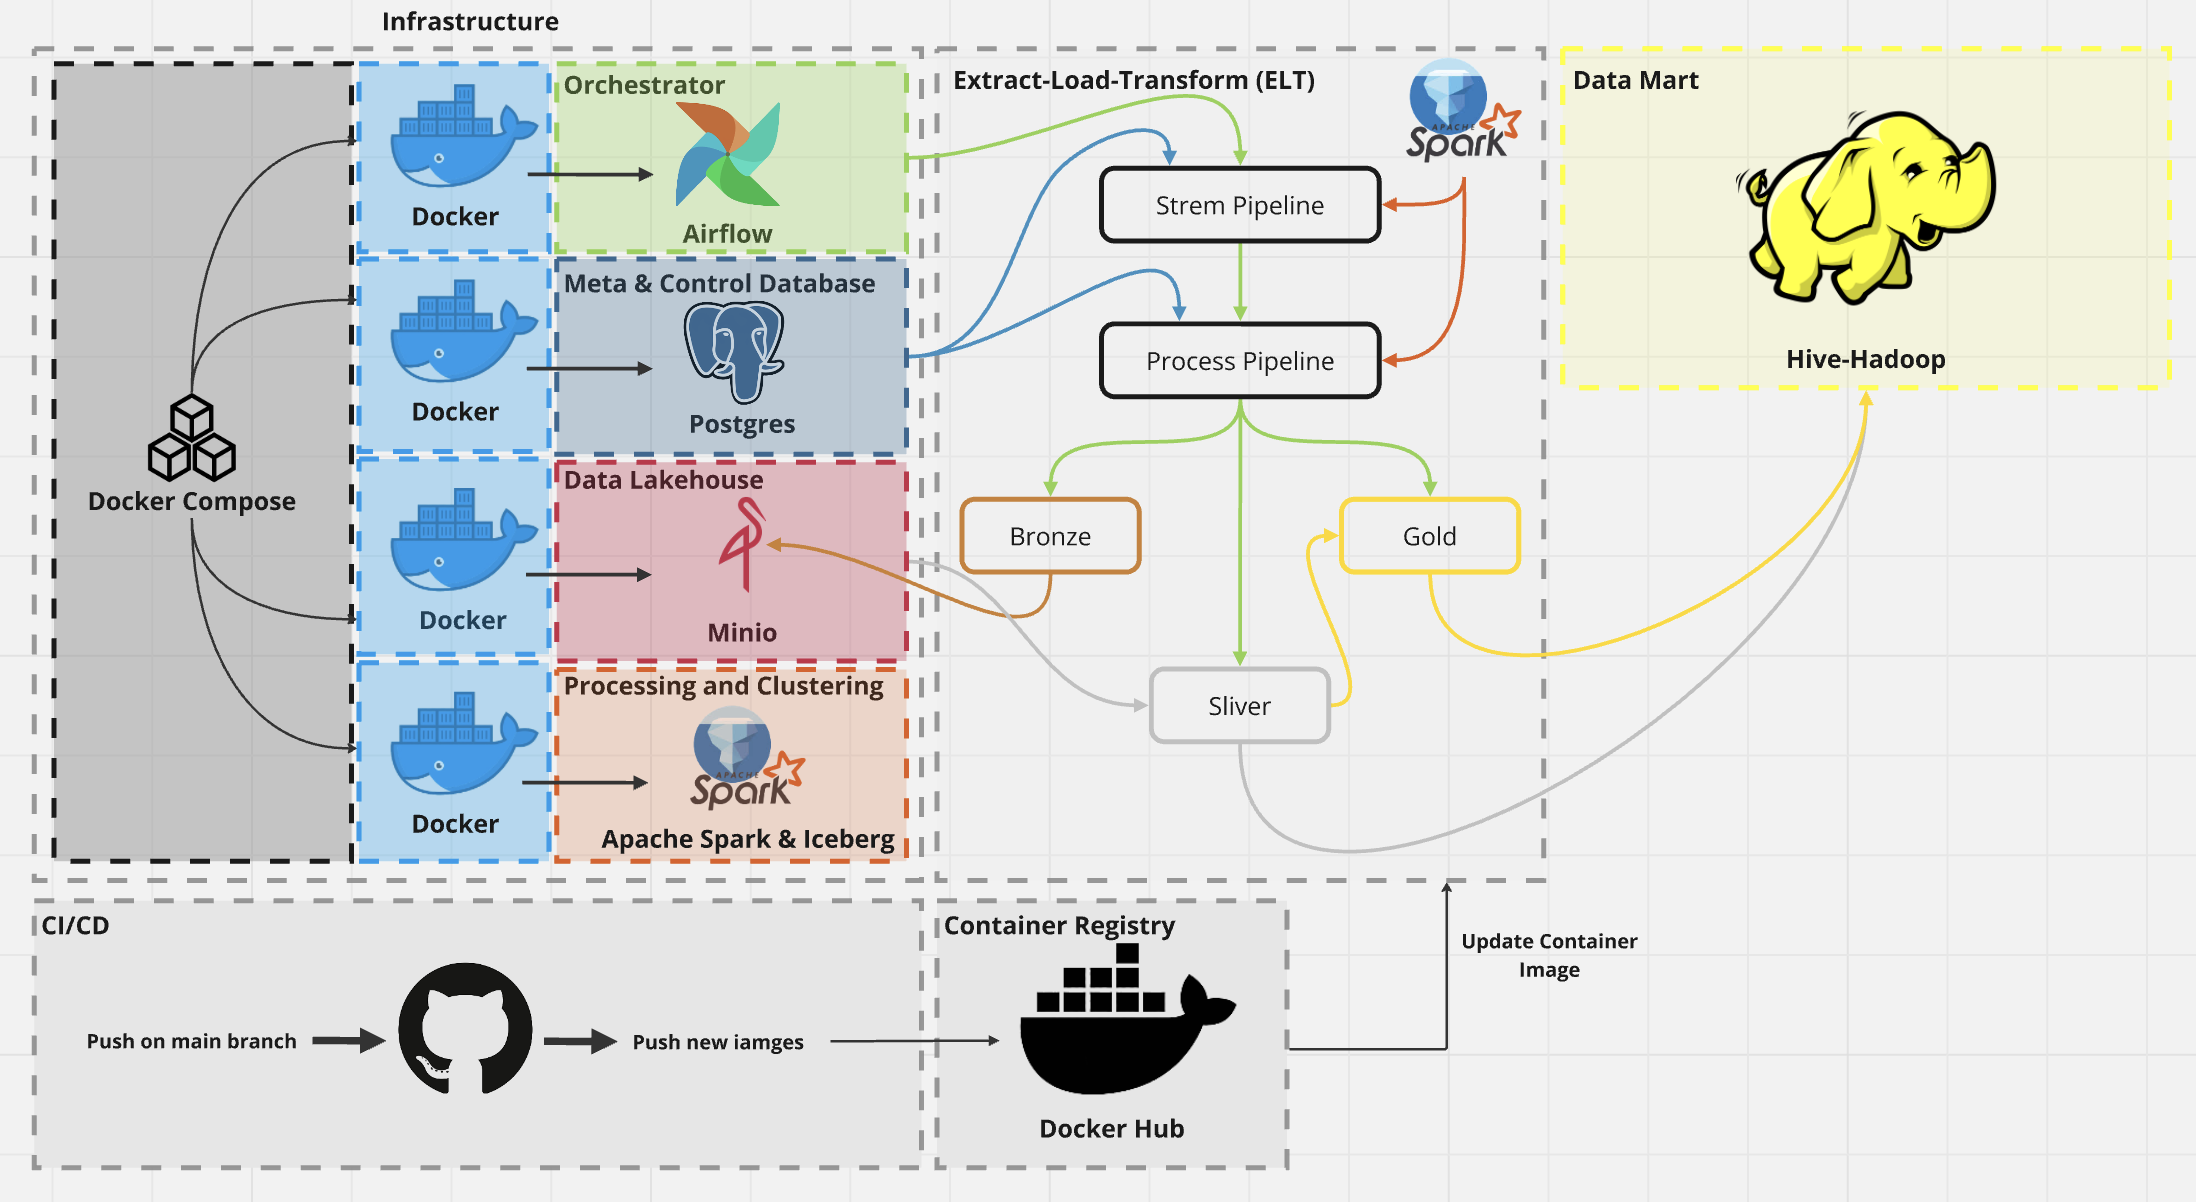 Infrastructure
Docker Compose
Docker
Docker
Docker
Docker
Orchestrator
Airflow
Meta & Control Database
Postgres
Data Lakehouse
Minio
Processing and Clustering
APACHE
Spark
Apache Spark & Iceberg
Extract-Load-Transform (ELT)
APACHE
Spark
Strem Pipeline
Process Pipeline
Bronze
Gold
Sliver
Data Mart
Hive-Hadoop
CI/CD
Push on main branch
Push new iamges
Container Registry
Docker Hub
Update Container
Image